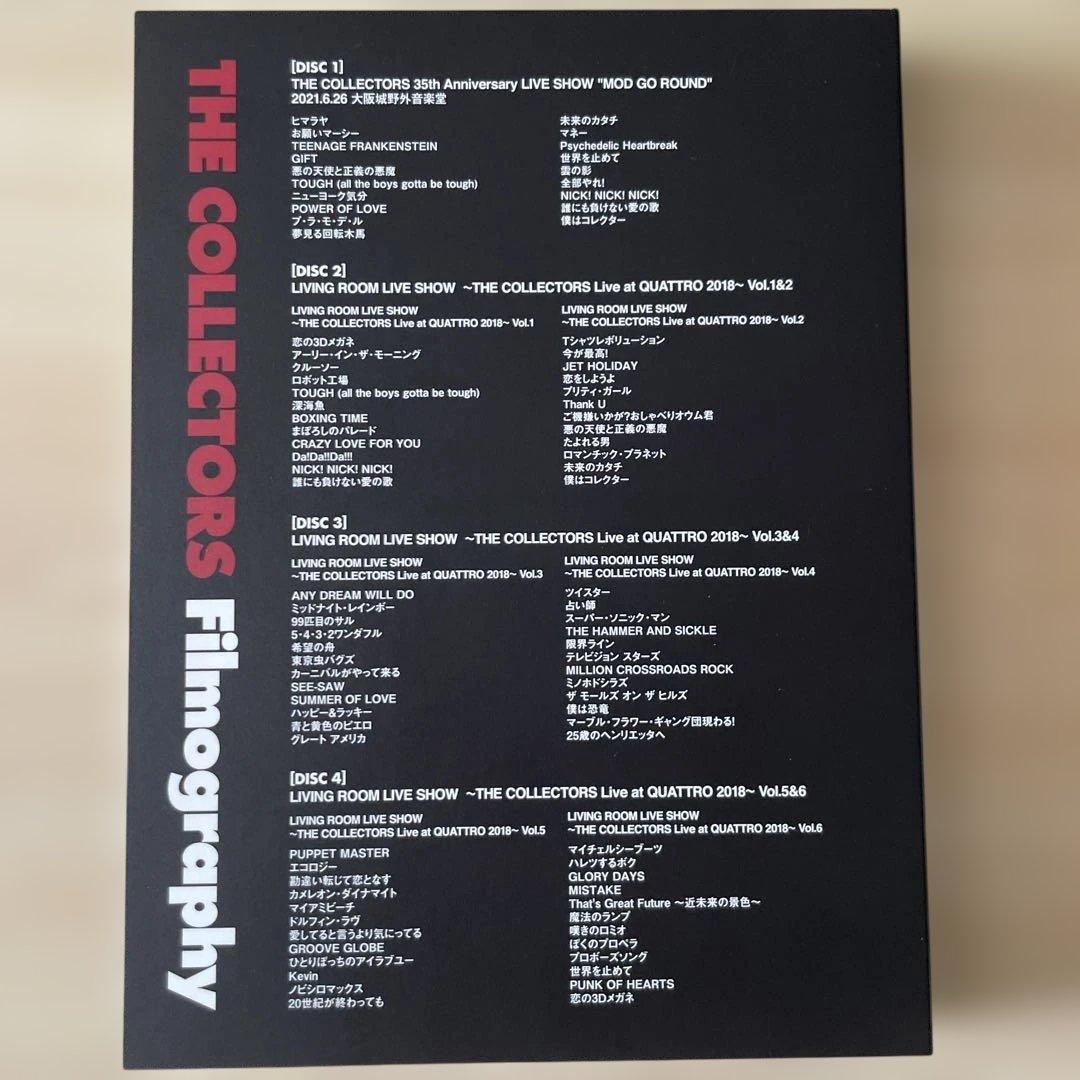 THE COLLECTORS Filmography
[DISC 1]
THE COLLECTORS 35th Anniversary LIVE SHOW "MOD GO ROUND"
2021.6.26 大阪城野外音楽堂
ヒマラヤ
お願いマーシー
TEENAGE FRANKENSTEIN
GIFT
悪の天使と正義の悪魔
TOUGH (all the boys gotta be tough)
ニューヨーク気分
POWER OF LOVE
プ・ラ・モ・デ・ル
夢見る回転木馬
未来のカタチ
マネー
Psychedelic Heartbreak
世界を止めて
雲の影
全部やれ!
NICK! NICK! NICK!
誰にも負けない愛の歌
僕はコレクター
[DISC 2]
LIVING ROOM LIVE SHOW ~THE COLLECTORS Live at QUATTRO 2018~ Vol.1&2
LIVING ROOM LIVE SHOW
~THE COLLECTORS Live at QUATTRO 2018~ Vol.1
恋の3Dメガネ
アーリー・イン・ザ・モーニング
クルーソー
ロボット工場
TOUGH (all the boys gotta be tough)
深海魚
BOXING TIME
まぼろしのパレード
CRAZY LOVE FOR YOU
Da!Da!!Da!!!
NICK! NICK! NICK!
誰にも負けない愛の歌
LIVING ROOM LIVE SHOW
~THE COLLECTORS Live at QUATTRO 2018~ Vol.2
Tシャツレボリューション
今が最高!
JET HOLIDAY
恋をしようよ
プリティ・ガール
Thank U
ご機嫌いかが?おしゃべりオウム君
悪の天使と正義の悪魔
たよれる男
ロマンチック・プラネット
未来のカタチ
僕はコレクター
[DISC 3]
LIVING ROOM LIVE SHOW ~THE COLLECTORS Live at QUATTRO 2018~ Vol.3&4
LIVING ROOM LIVE SHOW
~THE COLLECTORS Live at QUATTRO 2018~ Vol.3
ANY DREAM WILL DO
ミッドナイト・レインボー
99匹目のサル
5・4・3・2ワンダフル
希望の舟
東京虫バグズ
カーニバルがやって来る
SEE-SAW
SUMMER OF LOVE
ハッピー&ラッキー
青と黄色のピエロ
グレート アメリカ
LIVING ROOM LIVE SHOW
~THE COLLECTORS Live at QUATTRO 2018~ Vol.4
ツイスター
占い師
スーパー・ソニック・マン
THE HAMMER AND SICKLE
限界ライン
テレビジョン スターズ
MILLION CROSSROADS ROCK
ミノホドシラズ
ザ モールズ オン ザ ヒルズ
僕は恐竜
マーブル・フラワー・ギャング団現わる!
25歳のヘンリエッタへ
[DISC 4]
LIVING ROOM LIVE SHOW ~THE COLLECTORS Live at QUATTRO 2018~ Vol.5&6
LIVING ROOM LIVE SHOW
~THE COLLECTORS Live at QUATTRO 2018~ Vol.5
PUPPET MASTER
エコロジー
勘違い転じて恋となす
カメレオン・ダイナマイト
マイアミビーチ
ドルフィン・ラヴ
愛してると言うより気にってる
GROOVE GLOBE
ひとりぼっちのアイラブユー
Kevin
ノビシロマックス
20世紀が終わっても
LIVING ROOM LIVE SHOW
~THE COLLECTORS Live at QUATTRO 2018~ Vol.6
マイチェルシーブーツ
ハレツするボク
GLORY DAYS
MISTAKE
That's Great Future ~近未来の景色~
魔法のランプ
嘆きのロミオ
ぼくのプロペラ
プロポーズソング
世界を止めて
PUNK OF HEARTS
恋の3Dメガネ